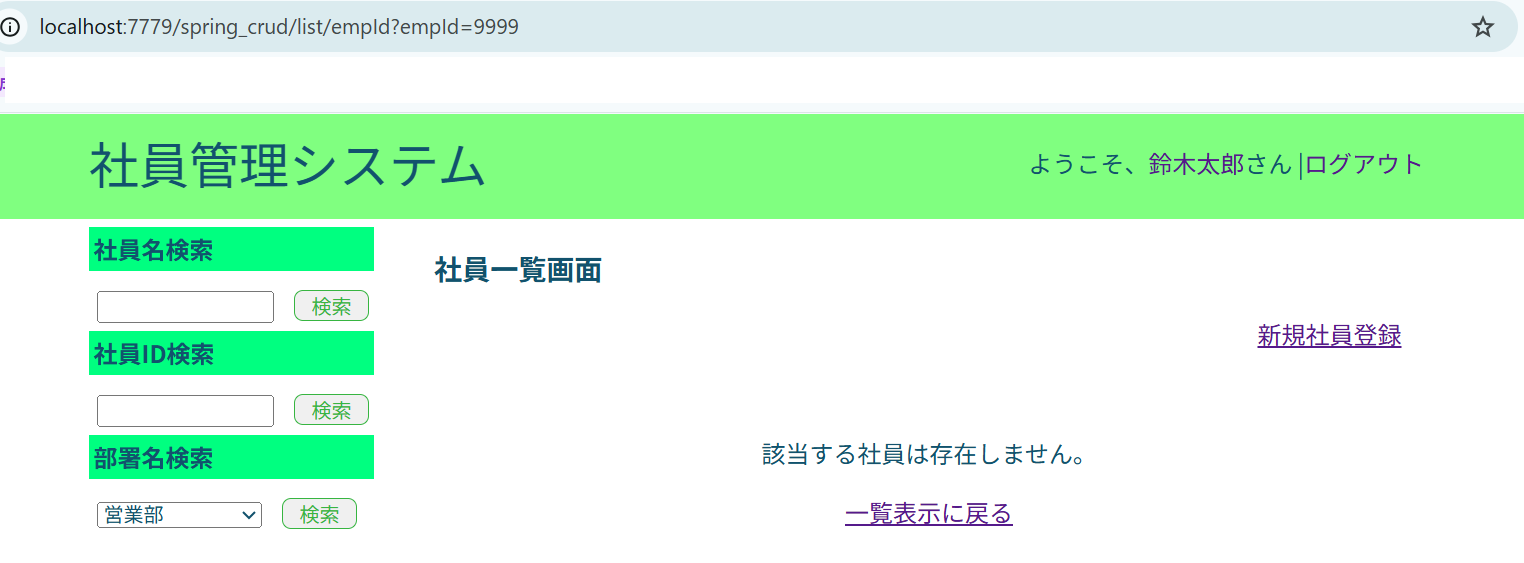 localhost:7779/spring_crud/list/empId?empId=9999
社員管理システム
ようこそ、鈴木太郎さん |ログアウト
社員名検索
検索
社員ID検索
検索
部署名検索
営業部
検索
社員一覧画面
新規社員登録
該当する社員は存在しません。
一覧表示に戻る